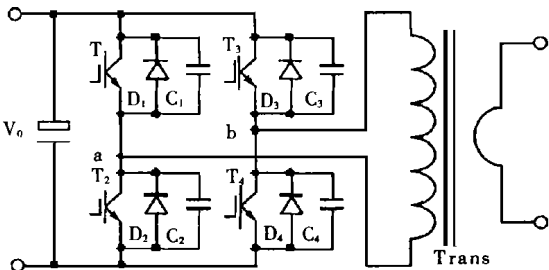 T
T₃
D₁ C₁
D₃ C₃
V₀
a
b
T₂
T₄
D₂ C₂
D₄ C₄
Trans